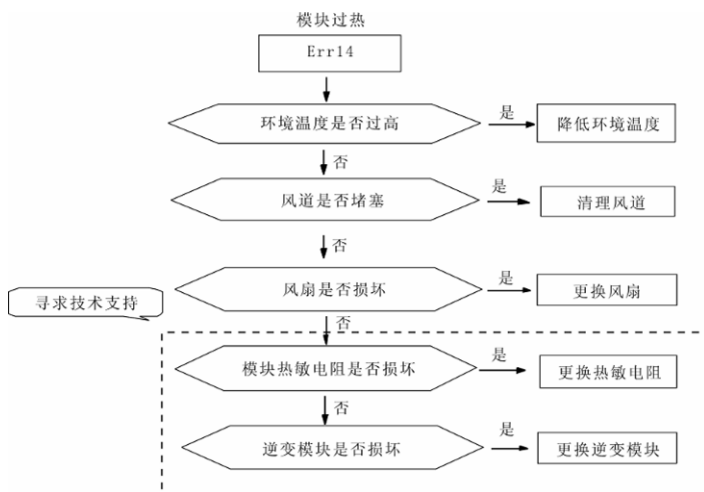 模块过热
Err14
环境温度是否过高
是
降低环境温度
否
风道是否堵塞
是
清理风道
否
风扇是否损坏
是
更换风扇
寻求技术支持
否
模块热敏电阻是否损坏
是
更换热敏电阻
否
逆变模块是否损坏
是
更换逆变模块